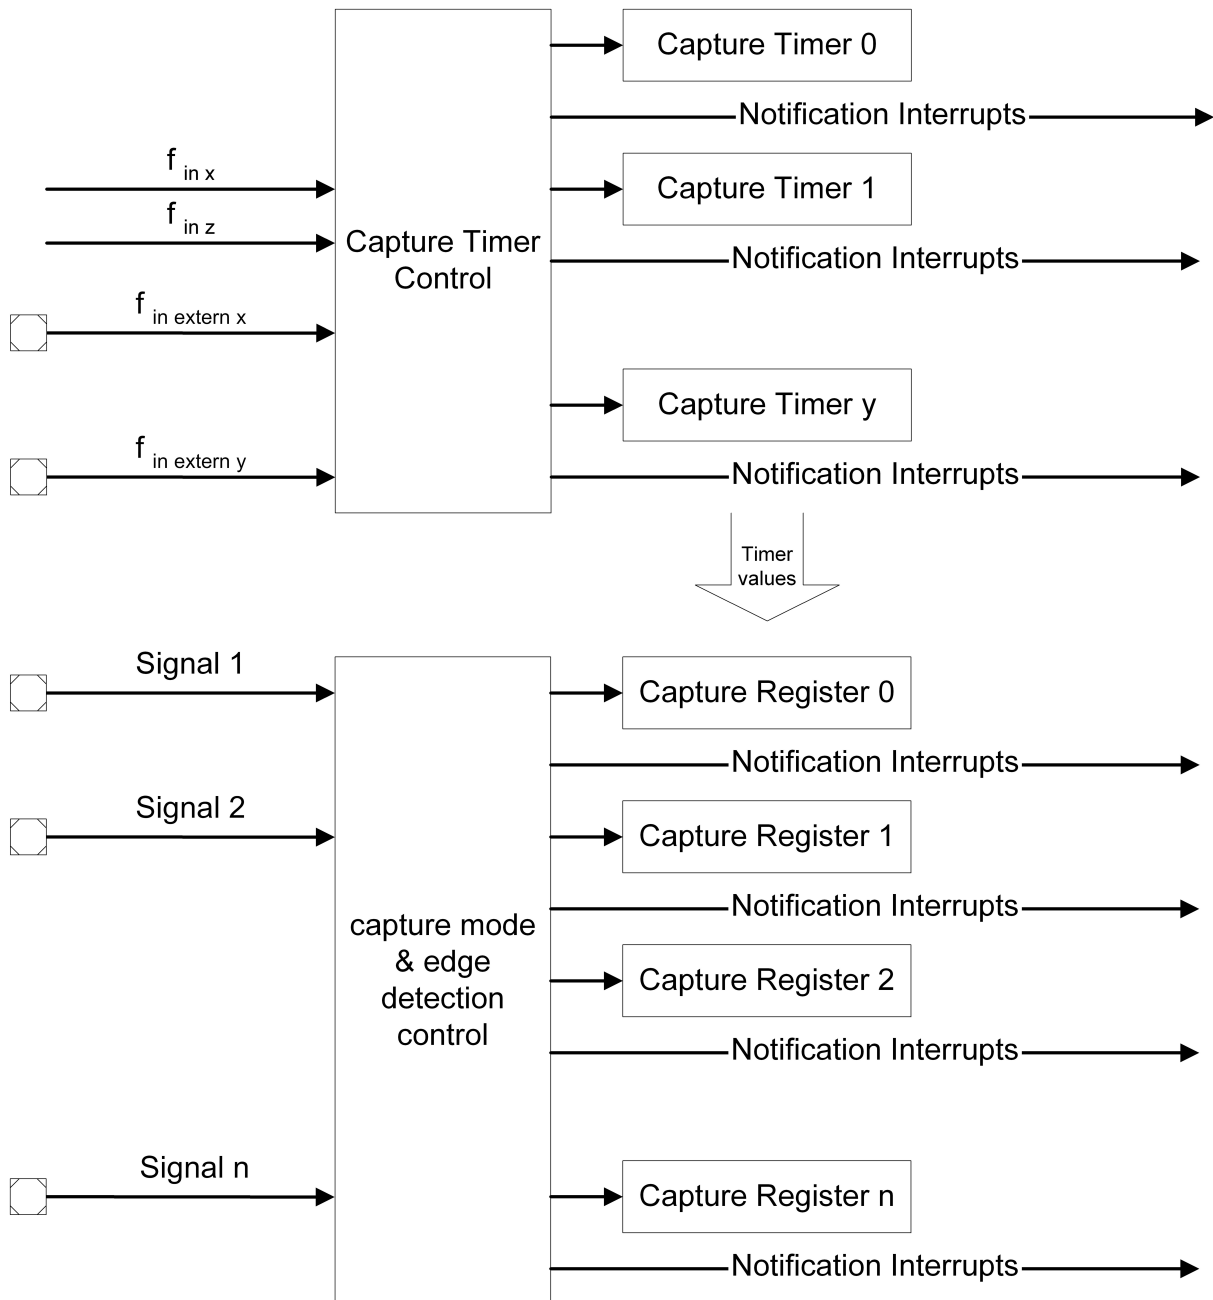 Capture Timer 0
Notification Interrupts
f in x
Capture Timer 1
f in z
Capture Timer
Control
Notification Interrupts
f in extern x
Capture Timer y
f in extern y
Notification Interrupts
Timer
values
Signal 1
Capture Register 0
Notification Interrupts
Signal 2
Capture Register 1
Notification Interrupts
capture mode
& edge
detection
control
Capture Register 2
Notification Interrupts
Signal n
Capture Register n
Notification Interrupts